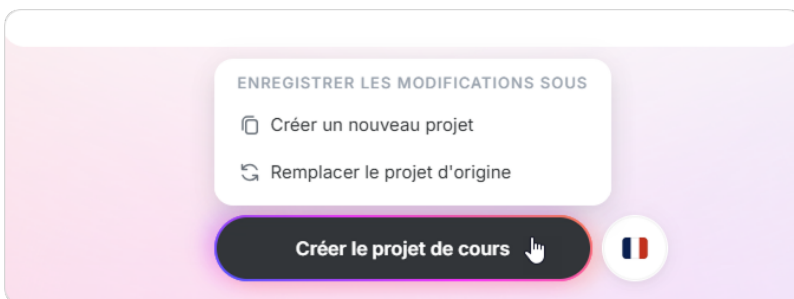 ENREGISTRER LES MODIFICATIONS SOUS
Créer un nouveau projet
Remplacer le projet d'origine
Créer le projet de cours